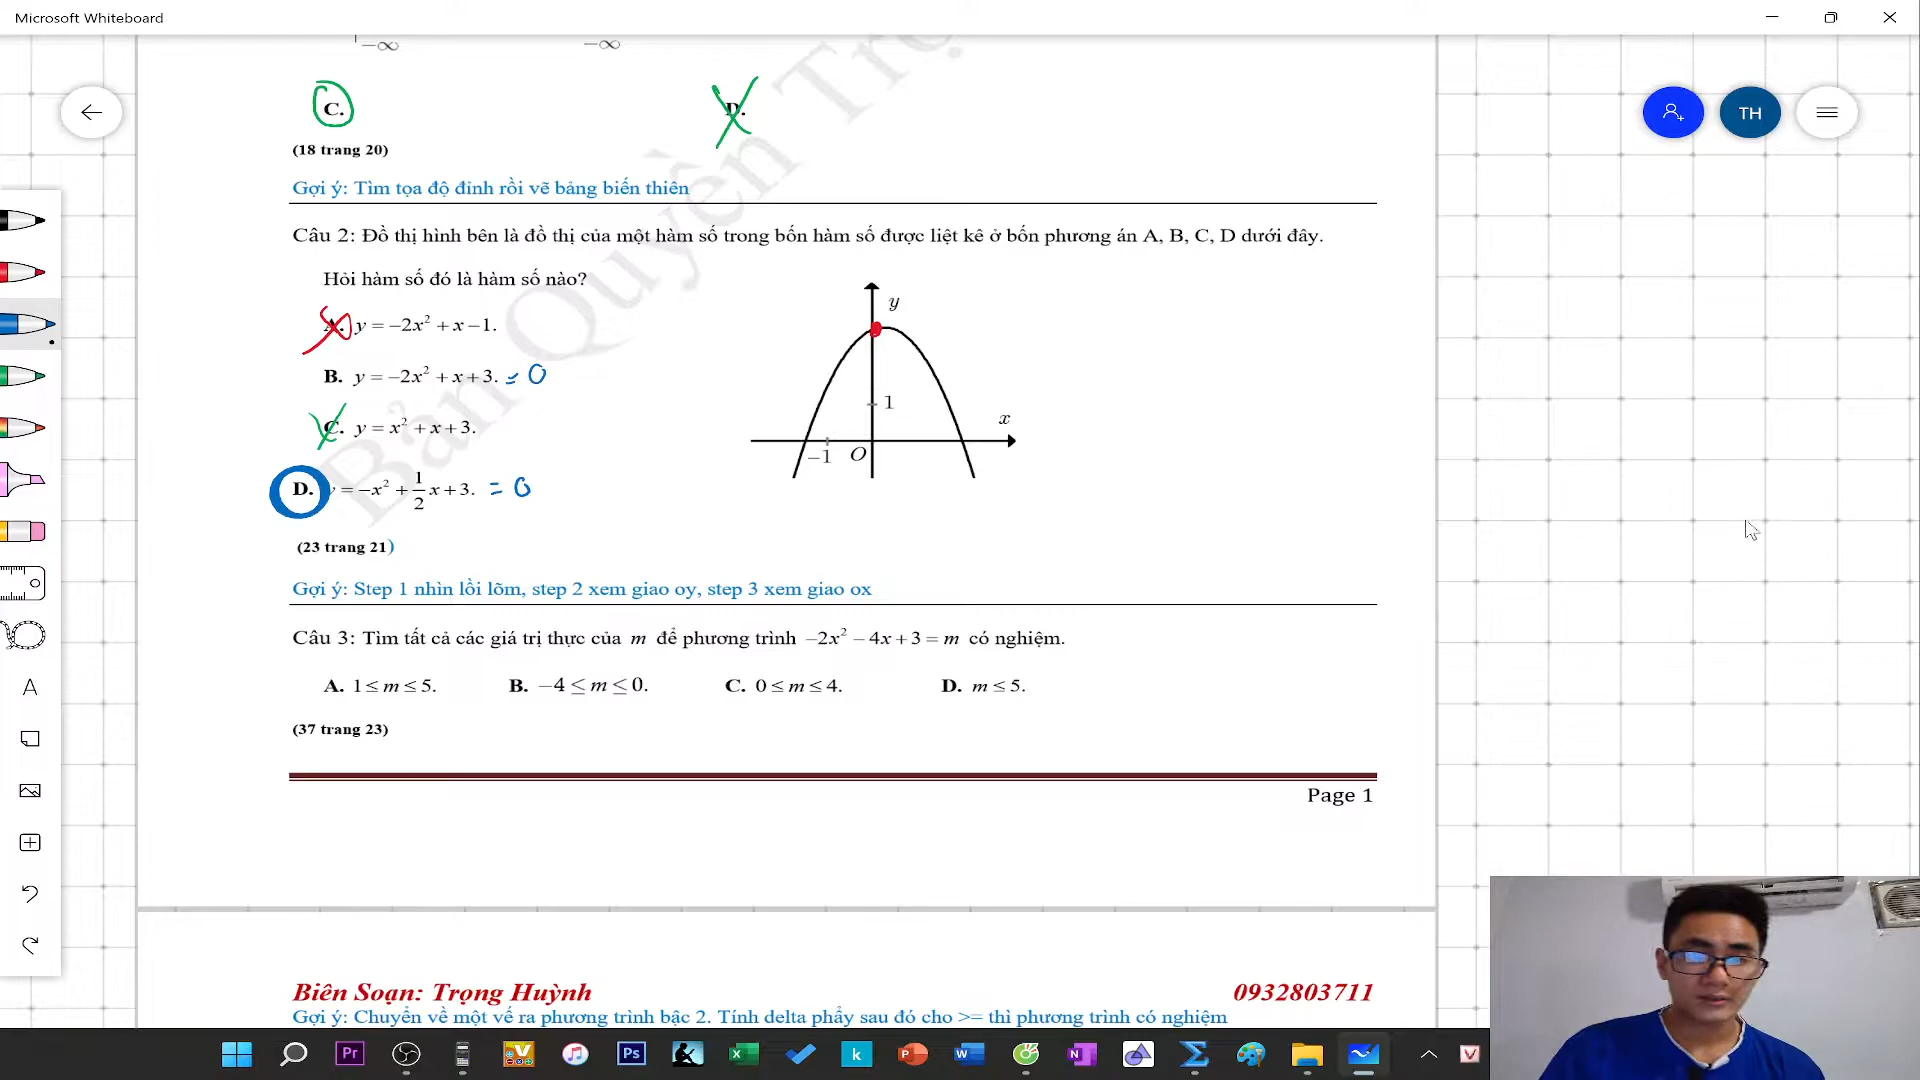 Microsoft Whiteboard
−∞ −∞
C. D.
(18 trang 20)
Gợi ý: Tìm tọa độ đỉnh rồi vẽ bảng biến thiên
Câu 2: Đồ thị hình bên là đồ thị của một hàm số trong bốn hàm số được liệt kê ở bốn phương án A, B, C, D dưới đây.
Hỏi hàm số đó là hàm số nào?
A. y = −2x² + x − 1.
B. y = −2x² + x + 3. = 0
C. y = x² + x + 3.
D. y = −x² + 1/2 x + 3. = 0
y
1
x
−1 O
(23 trang 21)
Gợi ý: Step 1 nhìn lồi lõm, step 2 xem giao oy, step 3 xem giao ox
Câu 3: Tìm tất cả các giá trị thực của m để phương trình −2x² − 4x + 3 = m có nghiệm.
A. 1 ≤ m ≤ 5. B. −4 ≤ m ≤ 0. C. 0 ≤ m ≤ 4. D. m ≤ 5.
(37 trang 23)
Page 1
Biên Soạn: Trọng Huỳnh 0932803711
Gợi ý: Chuyển về một vế ra phương trình bậc 2. Tính delta phẩy sau đó cho >= thì phương trình có nghiệm
Bản Quyền Trọ
TH
A